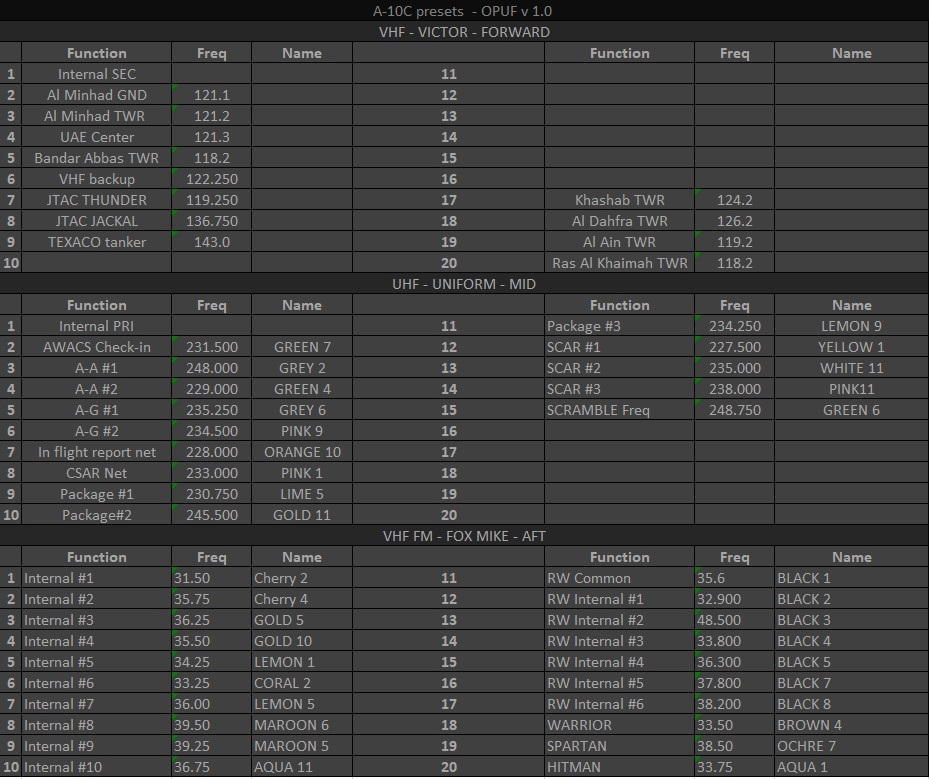 A-10C presets - OPUF v 1.0
VHF - VICTOR - FORWARD
Function Freq Name Function Freq Name
1 Internal SEC 11
2 Al Minhad GND 121.1 12
3 Al Minhad TWR 121.2 13
4 UAE Center 121.3 14
5 Bandar Abbas TWR 118.2 15
6 VHF backup 122.250 16
7 JTAC THUNDER 119.250 17 Khashab TWR 124.2
8 JTAC JACKAL 136.750 18 Al Dahfra TWR 126.2
9 TEXACO tanker 143.0 19 Al Ain TWR 119.2
10 20 Ras Al Khaimah TWR 118.2
UHF - UNIFORM - MID
Function Freq Name Function Freq Name
1 Internal PRI 11 Package #3 234.250 LEMON 9
2 AWACS Check-in 231.500 GREEN 7 12 SCAR #1 227.500 YELLOW 1
3 A-A #1 248.000 GREY 2 13 SCAR #2 235.000 WHITE 11
4 A-A #2 229.000 GREEN 4 14 SCAR #3 238.000 PINK11
5 A-G #1 235.250 GREY 6 15 SCRAMBLE Freq 248.750 GREEN 6
6 A-G #2 234.500 PINK 9 16
7 In flight report net 228.000 ORANGE 10 17
8 CSAR Net 233.000 PINK 1 18
9 Package #1 230.750 LIME 5 19
10 Package#2 245.500 GOLD 11 20
VHF FM - FOX MIKE - AFT
Function Freq Name Function Freq Name
1 Internal #1 31.50 Cherry 2 11 RW Common 35.6 BLACK 1
2 Internal #2 35.75 Cherry 4 12 RW Internal #1 32.900 BLACK 2
3 Internal #3 36.25 GOLD 5 13 RW Internal #2 48.500 BLACK 3
4 Internal #4 35.50 GOLD 10 14 RW Internal #3 33.800 BLACK 4
5 Internal #5 34.25 LEMON 1 15 RW Internal #4 36.300 BLACK 5
6 Internal #6 33.25 CORAL 2 16 RW Internal #5 37.800 BLACK 7
7 Internal #7 36.00 LEMON 5 17 RW Internal #6 38.200 BLACK 8
8 Internal #8 39.50 MAROON 6 18 WARRIOR 33.50 BROWN 4
9 Internal #9 39.25 MAROON 5 19 SPARTAN 38.50 OCHRE 7
10 Internal #10 36.75 AQUA 11 20 HITMAN 33.75 AQUA 1